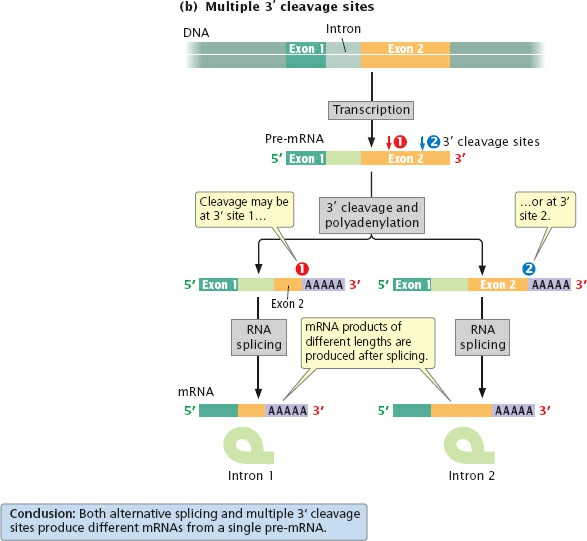 (b) Multiple 3′ cleavage sites
DNA
Intron
Exon 1
Exon 2
Transcription
Pre-mRNA
1
2 3′ cleavage sites
5′ Exon 1 Exon 2 3′
Cleavage may be
at 3′ site 1…
3′ cleavage and
polyadenylation
…or at 3′
site 2.
1
2
5′ Exon 1 AAAAA 3′
Exon 2
5′ Exon 1 Exon 2 AAAAA 3′
RNA
splicing
mRNA products of
different lengths are
produced after splicing.
RNA
splicing
mRNA
5′ AAAAA 3′
5′ AAAAA 3′
Intron 1
Intron 2
Conclusion: Both alternative splicing and multiple 3′ cleavage
sites produce different mRNAs from a single pre-mRNA.